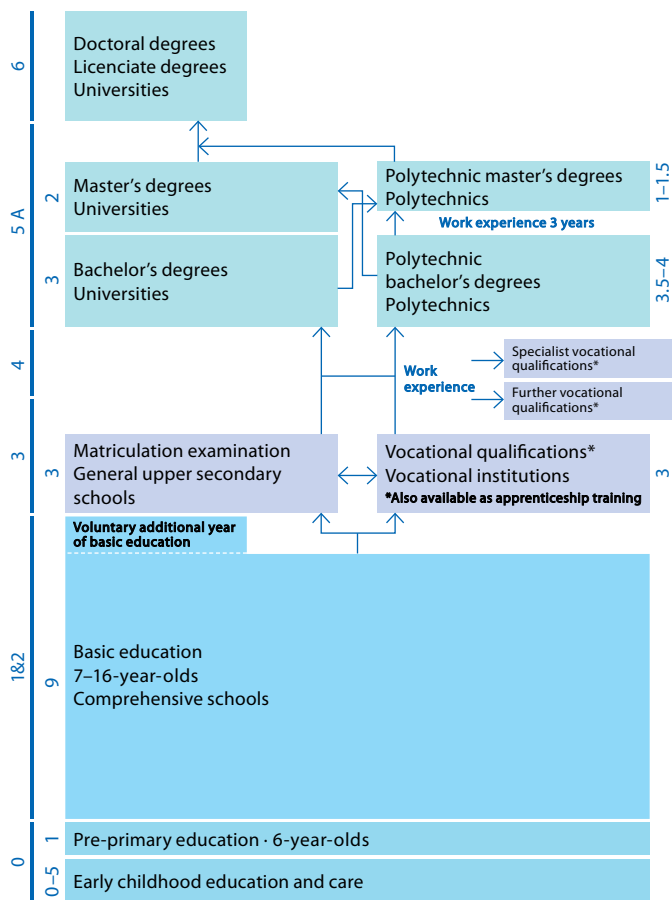 6
Doctoral degrees
Licenciate degrees
Universities
5 A
2
Master's degrees
Universities
Polytechnic master's degrees
Polytechnics
1–1.5
Work experience 3 years
3
Bachelor's degrees
Universities
Polytechnic
bachelor's degrees
Polytechnics
3.5–4
4
Work
experience
Specialist vocational
qualifications*
Further vocational
qualifications*
3
3
Matriculation examination
General upper secondary
schools
Vocational qualifications*
Vocational institutions
*Also available as apprenticeship training
3
Voluntary additional year
of basic education
1&2
9
Basic education
7–16-year-olds
Comprehensive schools
0
1
Pre-primary education · 6-year-olds
0–5
Early childhood education and care